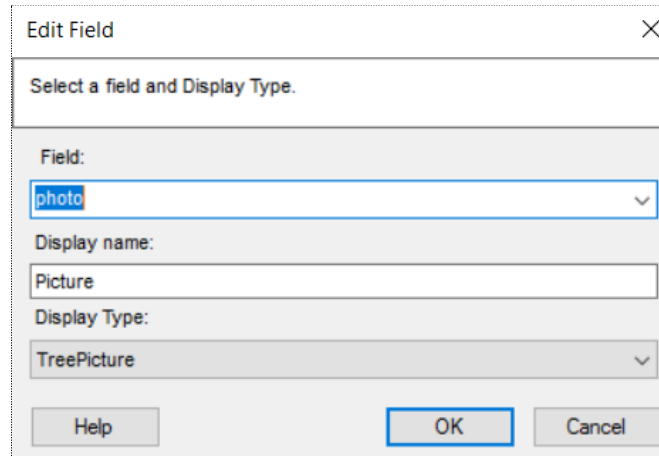 Edit Field
Select a field and Display Type.
Field:
photo
Display name:
Picture
Display Type:
TreePicture
Help OK Cancel